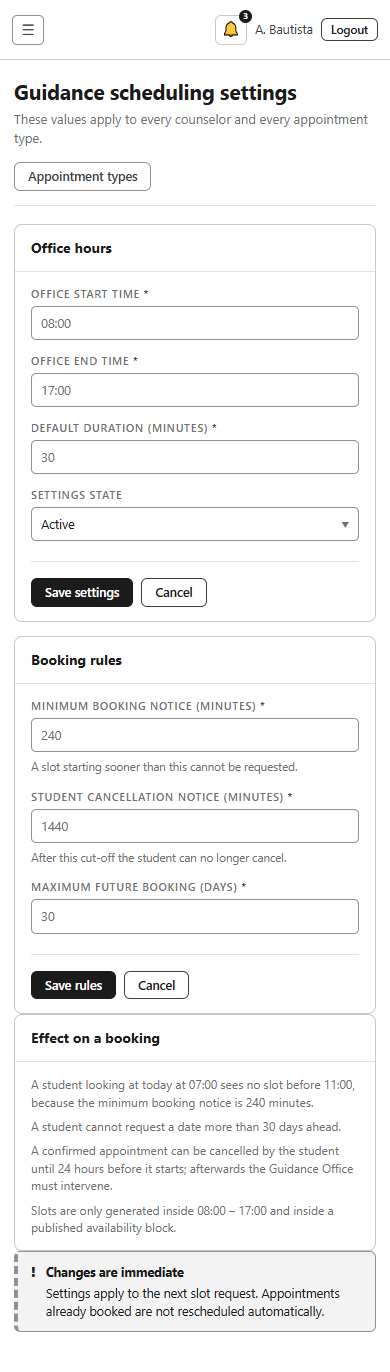 ☰
3
A. Bautista
Logout
Guidance scheduling settings
These values apply to every counselor and every appointment
type.
Appointment types
Office hours
OFFICE START TIME *
08:00
OFFICE END TIME *
17:00
DEFAULT DURATION (MINUTES) *
30
SETTINGS STATE
Active
Save settings
Cancel
Booking rules
MINIMUM BOOKING NOTICE (MINUTES) *
240
A slot starting sooner than this cannot be requested.
STUDENT CANCELLATION NOTICE (MINUTES) *
1440
After this cut-off the student can no longer cancel.
MAXIMUM FUTURE BOOKING (DAYS) *
30
Save rules
Cancel
Effect on a booking
A student looking at today at 07:00 sees no slot before 11:00,
because the minimum booking notice is 240 minutes.
A student cannot request a date more than 30 days ahead.
A confirmed appointment can be cancelled by the student
until 24 hours before it starts; afterwards the Guidance Office
must intervene.
Slots are only generated inside 08:00 – 17:00 and inside a
published availability block.
! Changes are immediate
Settings apply to the next slot request. Appointments
already booked are not rescheduled automatically.